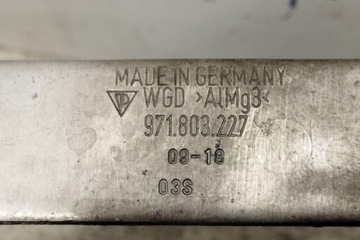 MADE IN GERMANY
WGD >AlMg3<
971.803.227
09-18
03S